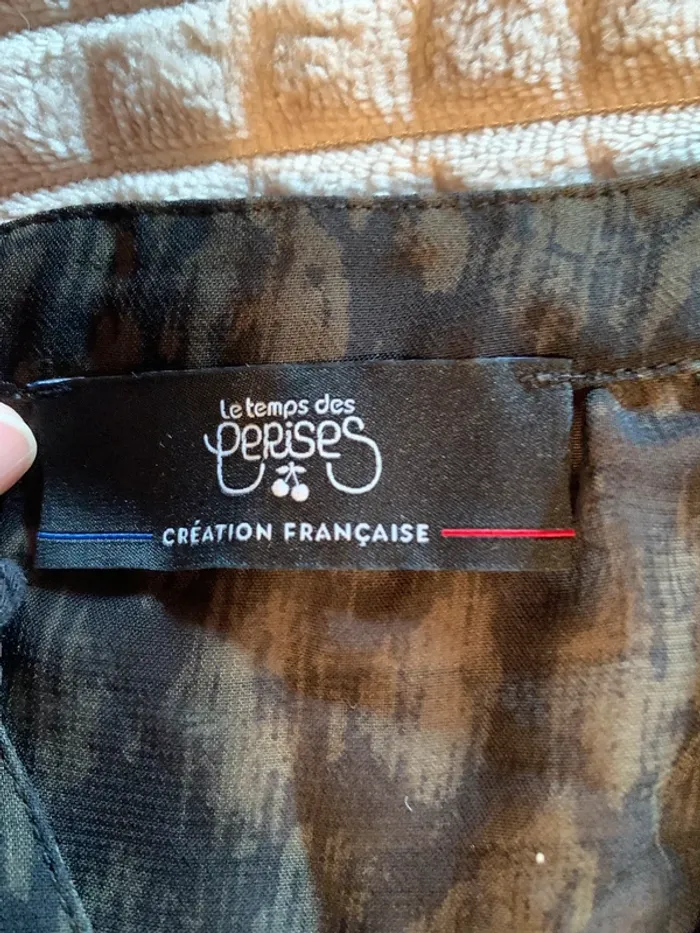 Le temps des
cerises
CRÉATION FRANÇAISE